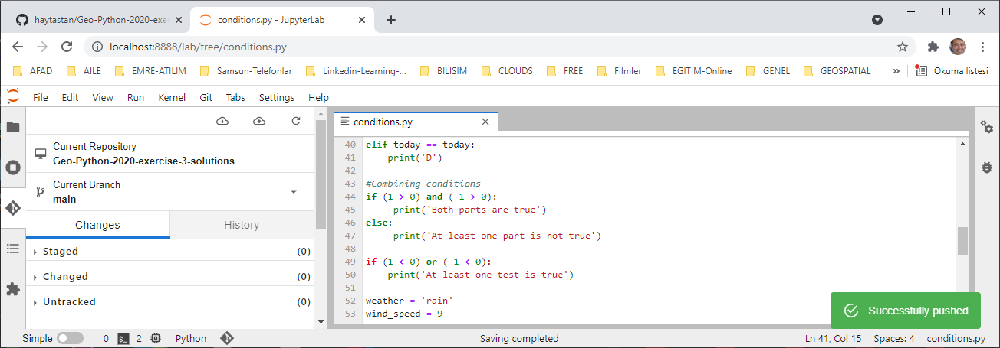 haytastan/Geo-Python-2020-exe
conditions.py - JupyterLab
localhost:8888/lab/tree/conditions.py
AFAD AILE EMRE-ATILIM Samsun-Telefonlar Linkedin-Learning-... BILISIM CLOUDS FREE Filmler EGITIM-Online GENEL GEOSPATIAL » Okuma listesi
File Edit View Run Kernel Git Tabs Settings Help
Current Repository
Geo-Python-2020-exercise-3-solutions
Current Branch
main
Changes History
Staged (0)
Changed (0)
Untracked (0)
conditions.py
40 elif today == today:
41     print('D')
42
43 #Combining conditions
44 if (1 > 0) and (-1 > 0):
45      print('Both parts are true')
46 else:
47      print('At least one part is not true')
48
49 if (1 < 0) or (-1 < 0):
50     print('At least one test is true')
51
52 weather = 'rain'
53 wind_speed = 9
Successfully pushed
Simple 0 $_ 2 Python Saving completed Ln 41, Col 15 Spaces: 4 conditions.py